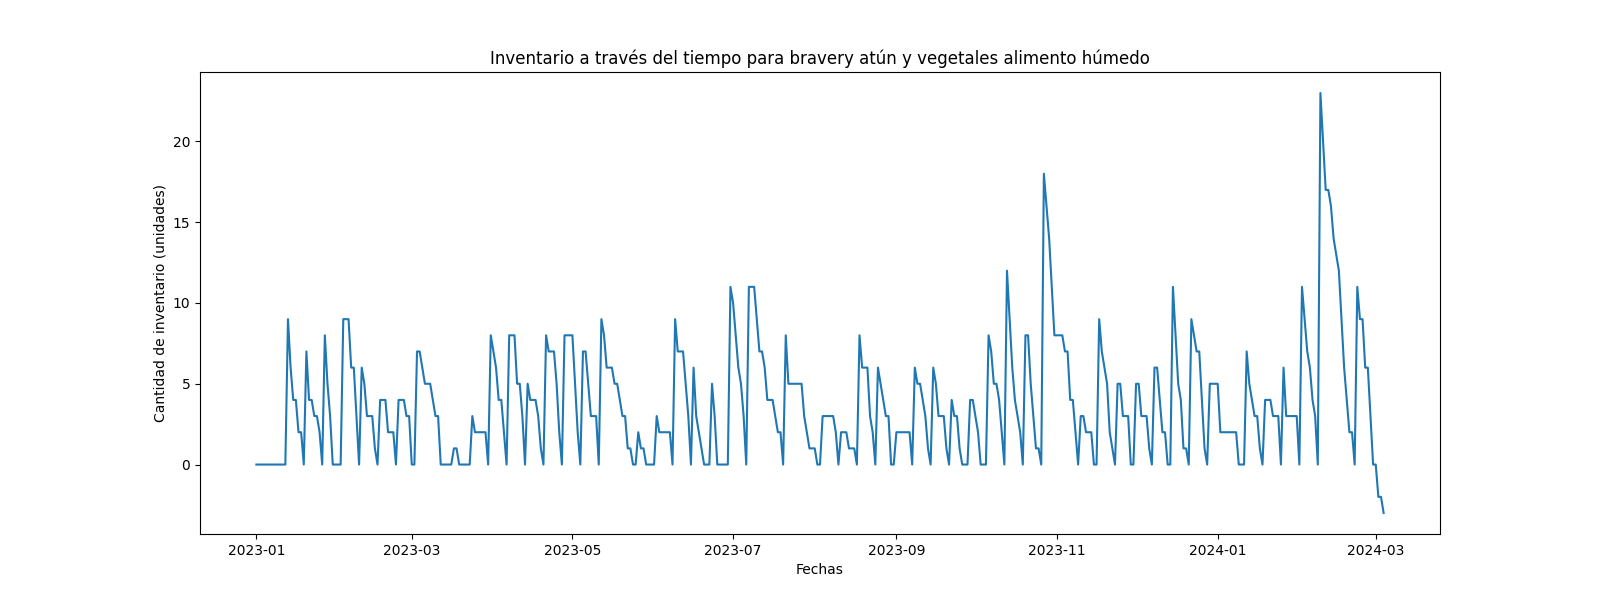 Inventario a través del tiempo para bravery atún y vegetales alimento húmedo
Cantidad de inventario (unidades)
20
15
10
5
0
2023-01 2023-03 2023-05 2023-07 2023-09 2023-11 2024-01 2024-03
Fechas